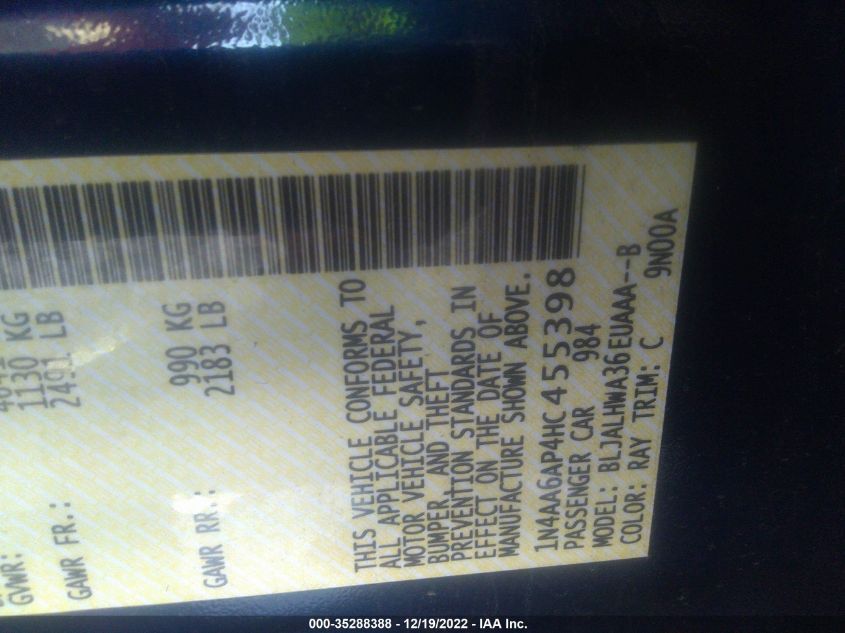 GVWR:
GAWR FR.: 1130 KG
2491 LB
GAWR RR.: 990 KG
2183 LB
THIS VEHICLE CONFORMS TO
ALL APPLICABLE FEDERAL
MOTOR VEHICLE SAFETY,
BUMPER, AND THEFT
PREVENTION STANDARDS IN
EFFECT ON THE DATE OF
MANUFACTURE SHOWN ABOVE.
1N4AA6AP4HC455398
PASSENGER CAR 984
MODEL: BLJALHWA36EUAAA--B
COLOR: RAY TRIM: C 9N00A
000-35288388 - 12/19/2022 - IAA Inc.